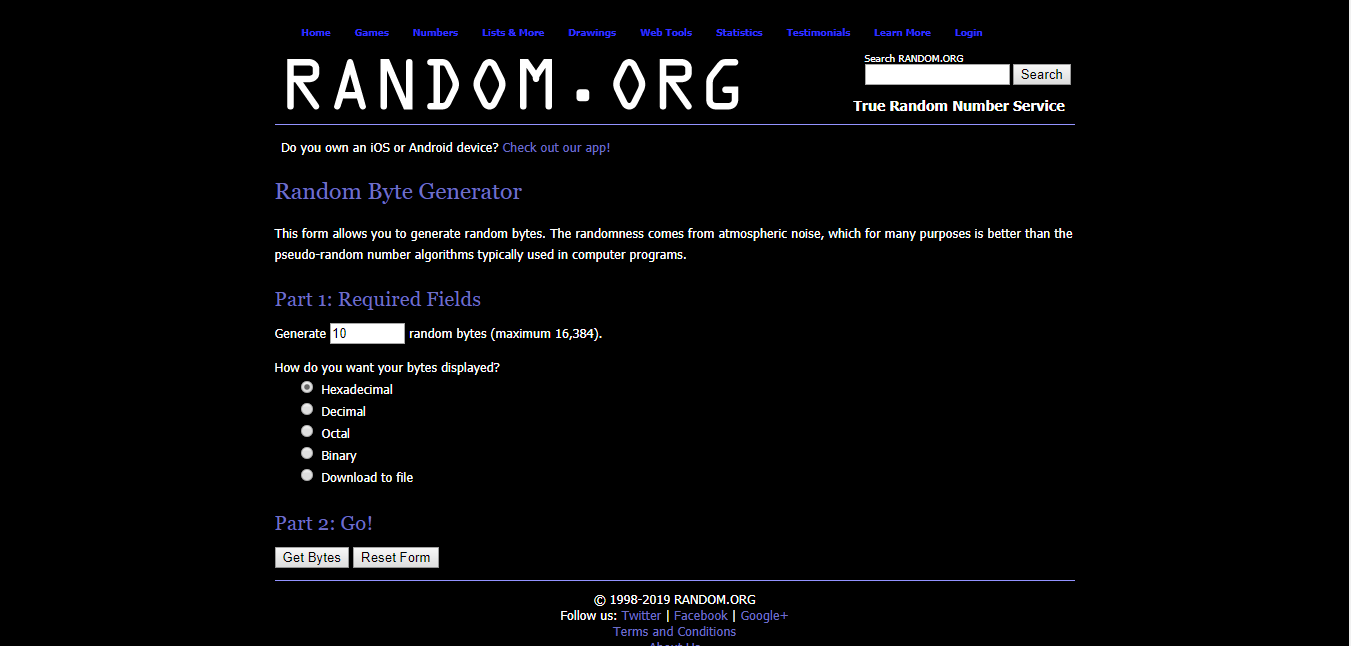 Home Games Numbers Lists & More Drawings Web Tools Statistics Testimonials Learn More Login
RANDOM.ORG
Search RANDOM.ORG
Search
True Random Number Service
Do you own an iOS or Android device? Check out our app!
Random Byte Generator
This form allows you to generate random bytes. The randomness comes from atmospheric noise, which for many purposes is better than the
pseudo-random number algorithms typically used in computer programs.
Part 1: Required Fields
Generate 10 random bytes (maximum 16,384).
How do you want your bytes displayed?
Hexadecimal
Decimal
Octal
Binary
Download to file
Part 2: Go!
Get Bytes Reset Form
© 1998-2019 RANDOM.ORG
Follow us: Twitter | Facebook | Google+
Terms and Conditions
About Us